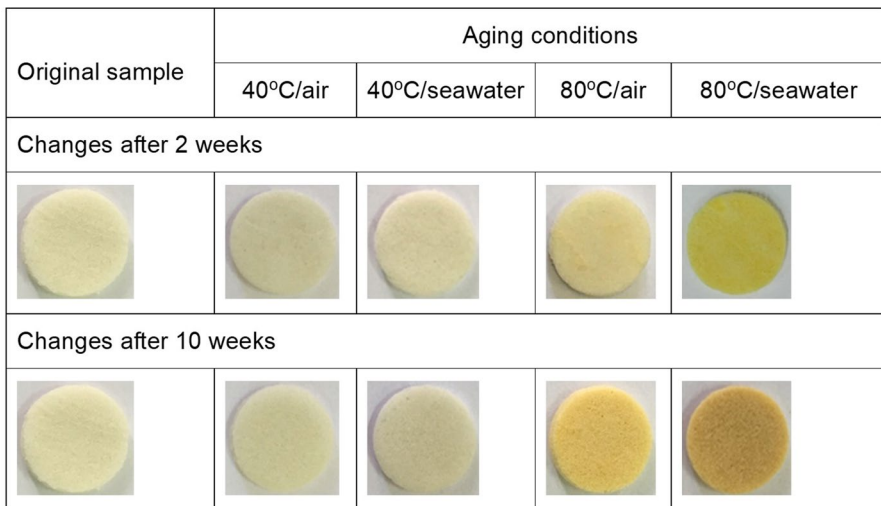 Original sample
Aging conditions
40°C/air
40°C/seawater
80°C/air
80°C/seawater
Changes after 2 weeks
Changes after 10 weeks